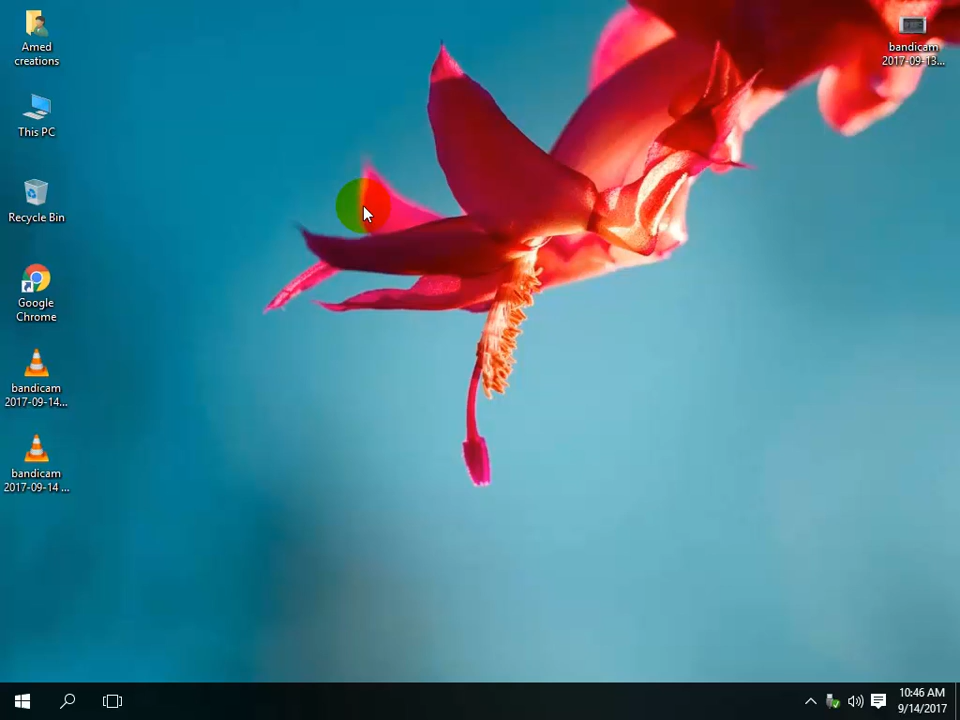 Amed
creations
This PC
Recycle Bin
Google
Chrome
bandicam
2017-09-14...
bandicam
2017-09-14 ...
bandicam
2017-09-13...
10:46 AM
9/14/2017